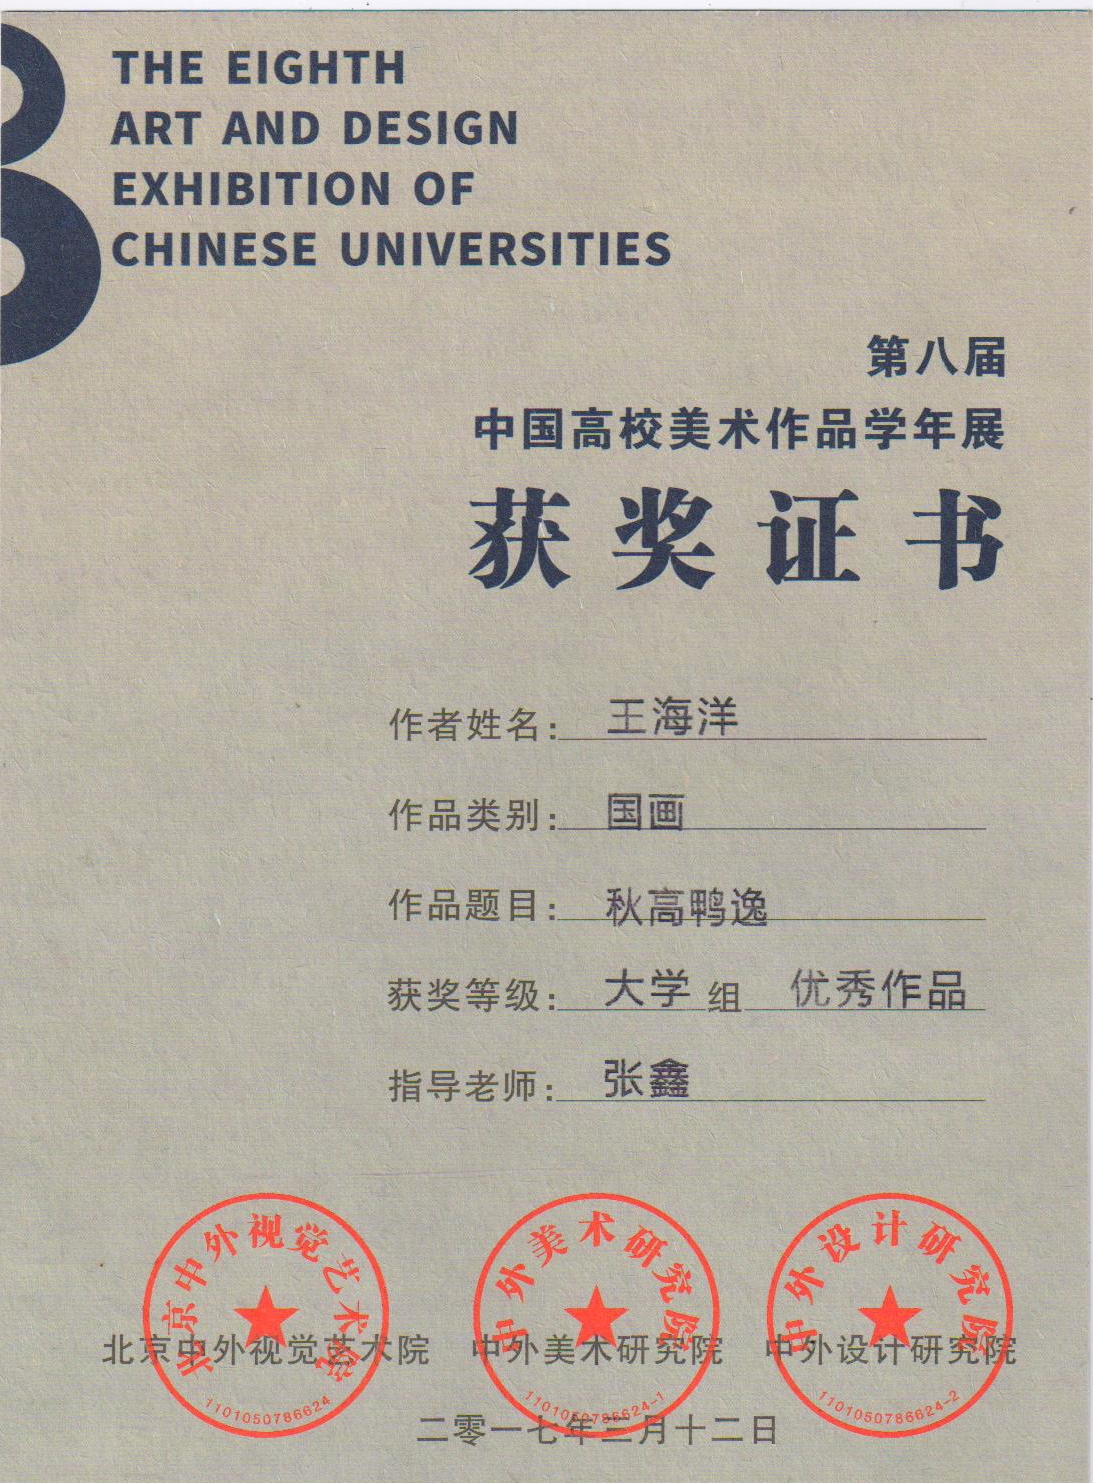 8
THE EIGHTH
ART AND DESIGN
EXHIBITION OF
CHINESE UNIVERSITIES
第八届
中国高校美术作品学年展
获奖证书
作者姓名: 王海洋
作品类别: 国画
作品题目: 秋高鸭逸
获奖等级: 大学 组 优秀作品
指导老师: 张鑫
北京中外视觉艺术院
1101050786624
中外美术研究院
1101050786624-1
中外设计研究院
1101050786624-2
北京中外视觉艺术院 中外美术研究院 中外设计研究院
二零一七年三月十二日